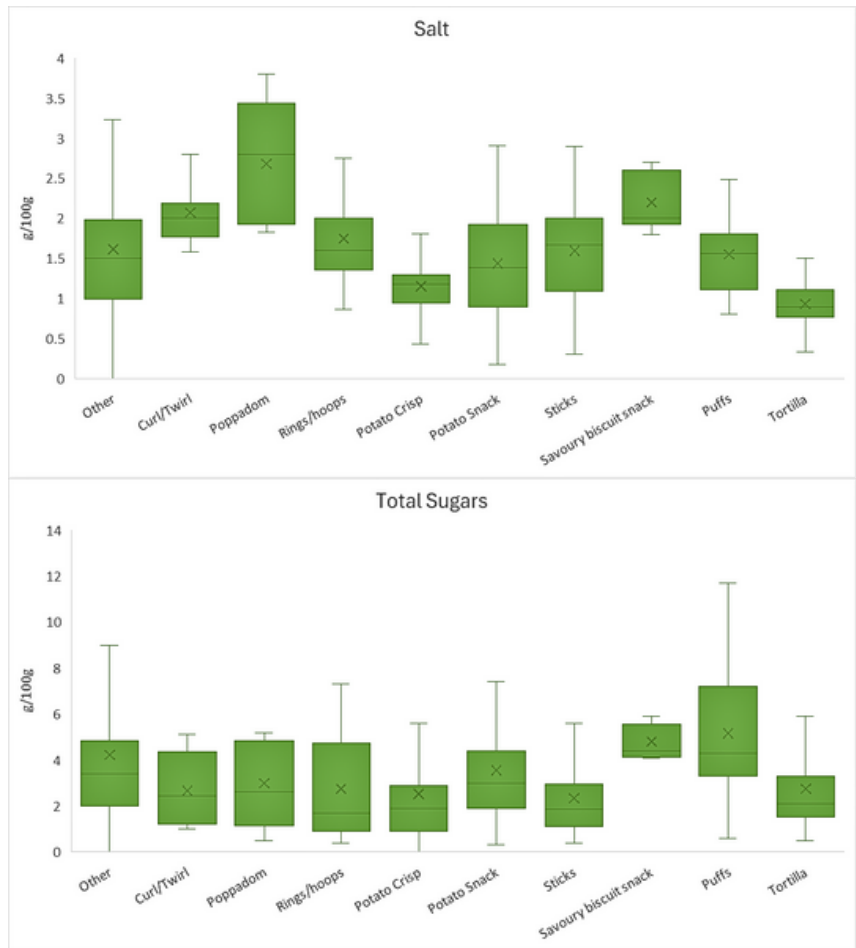 Salt
4
3.5
3
2.5
2
1.5
1
0.5
0
g/100g
Other
Curl/Twirl
Poppadom
Rings/hoops
Potato Crisp
Potato Snack
Sticks
Savoury biscuit snack
Puffs
Tortilla
Total Sugars
14
12
10
8
6
4
2
0
g/100g
Other
Curl/Twirl
Poppadom
Rings/hoops
Potato Crisp
Potato Snack
Sticks
Savoury biscuit snack
Puffs
Tortilla